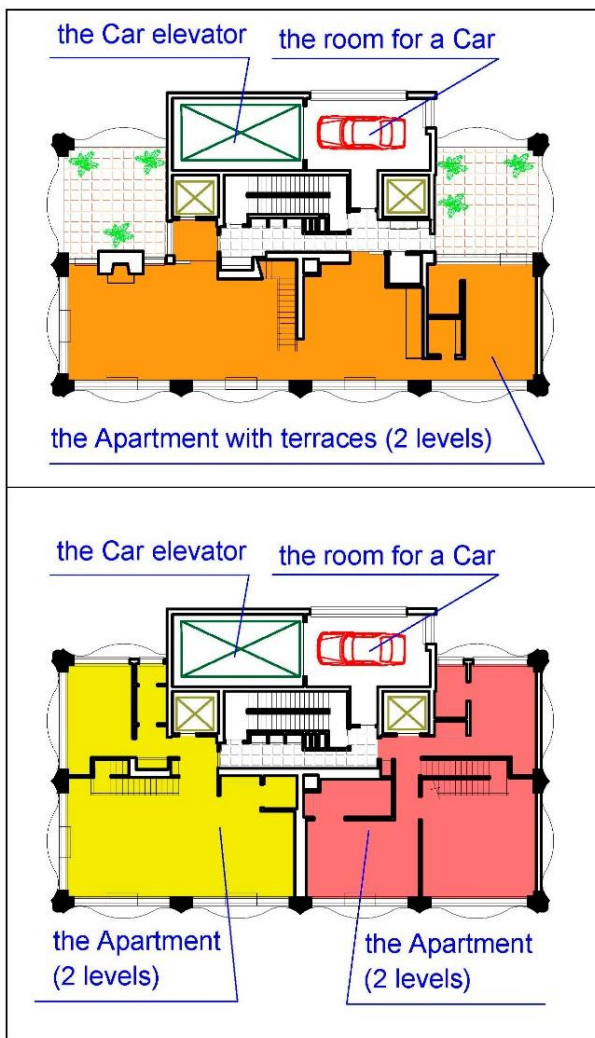 the Car elevator
the room for a Car
the Apartment with terraces (2 levels)
the Car elevator
the room for a Car
the Apartment
(2 levels)
the Apartment
(2 levels)